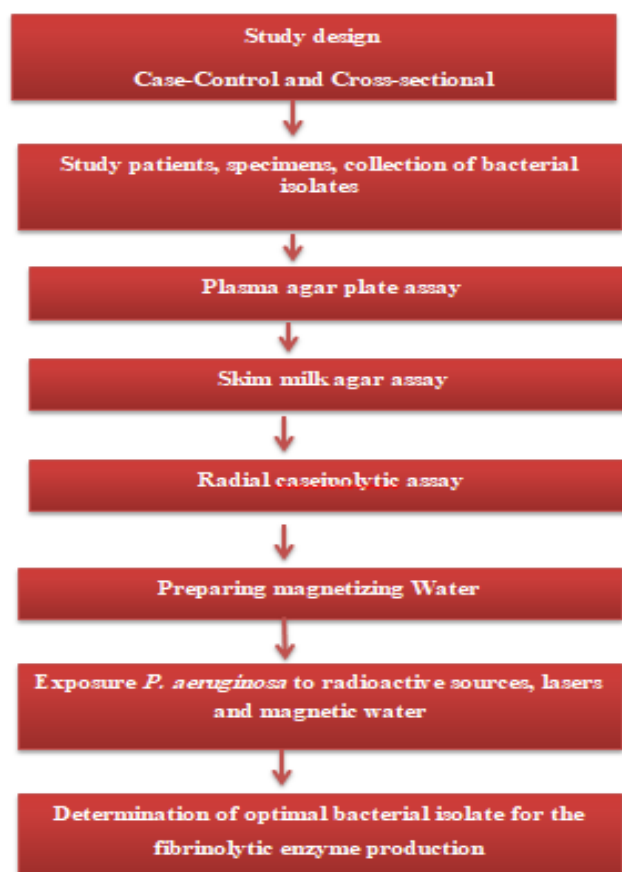 Study design
Case-Control and Cross-sectional
Study patients, specimens, collection of bacterial
isolates
Plasma agar plate assay
Skim milk agar assay
Radial caseinolytic assay
Preparing magnetizing Water
Exposure P. aeruginosa to radioactive sources, lasers
and magnetic water
Determination of optimal bacterial isolate for the
fibrinolytic enzyme production